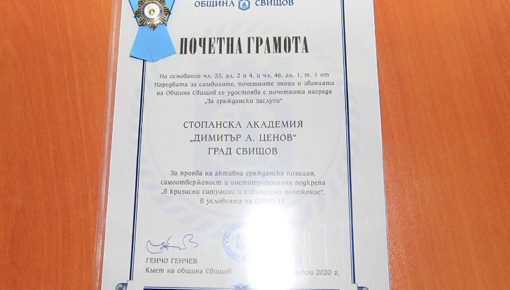 ОБЩИНА СВИЩОВ
ПОЧЕТНА ГРАМОТА
На основание чл. 33, ал. 2 и 4, и чл. 46, ал. 1, т. 1 от
Наредбата за символите, почетните знаци и званията
на Община Свищов се удостоява с почетната награда
„За граждански заслуги"
СТОПАНСКА АКАДЕМИЯ
„ДИМИТЪР А. ЦЕНОВ"
ГРАД СВИЩОВ
За проява на активна гражданска позиция,
самоотверженост и институционална подкрепа
„в кризисни ситуации и извънредно положение",
в условията на COVID-19
ГЕНЧО ГЕНЧЕВ
Кмет на община Свищов
2020 г.